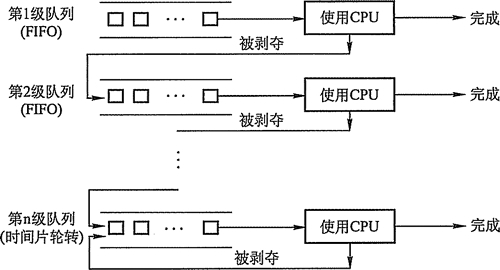 第1级队列
(FIFO)
··· 使用CPU 完成
被剥夺
第2级队列
(FIFO)
··· 使用CPU 完成
被剥夺
第n级队列
(时间片轮转)
··· 使用CPU 完成
被剥夺